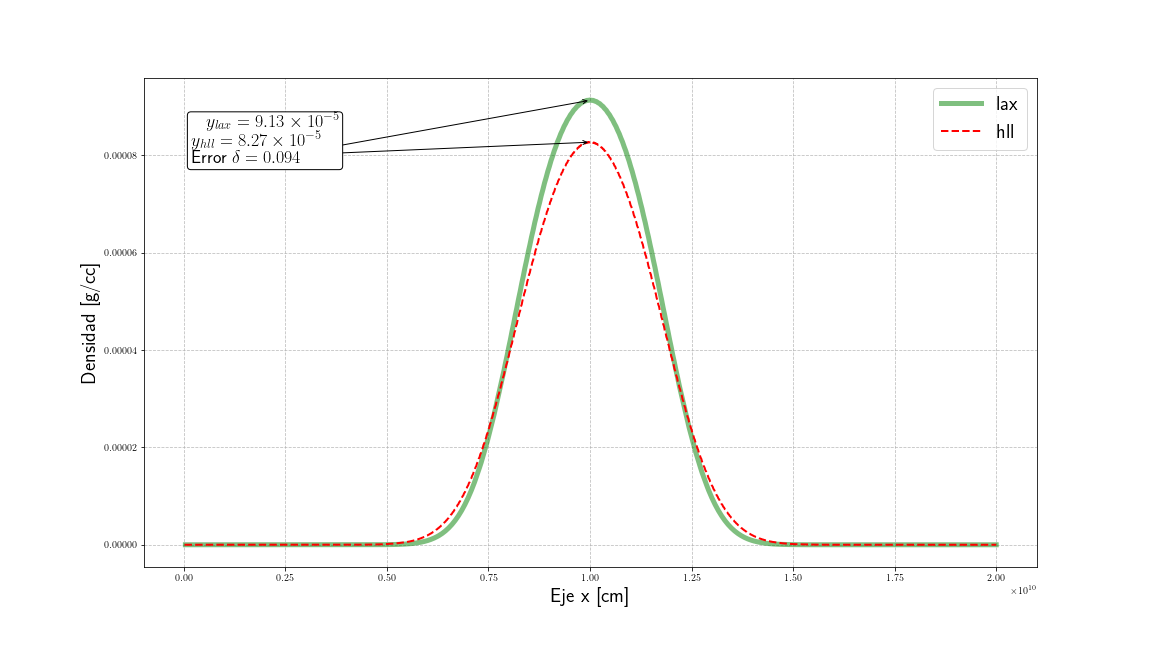 y_lax = 9.13 × 10⁻⁵
y_hll = 8.27 × 10⁻⁵
Error δ = 0.094
lax
hll
Densidad [g/cc]
0.00008
0.00006
0.00004
0.00002
0.00000
0.00 0.25 0.50 0.75 1.00 1.25 1.50 1.75 2.00
×10¹⁰
Eje x [cm]